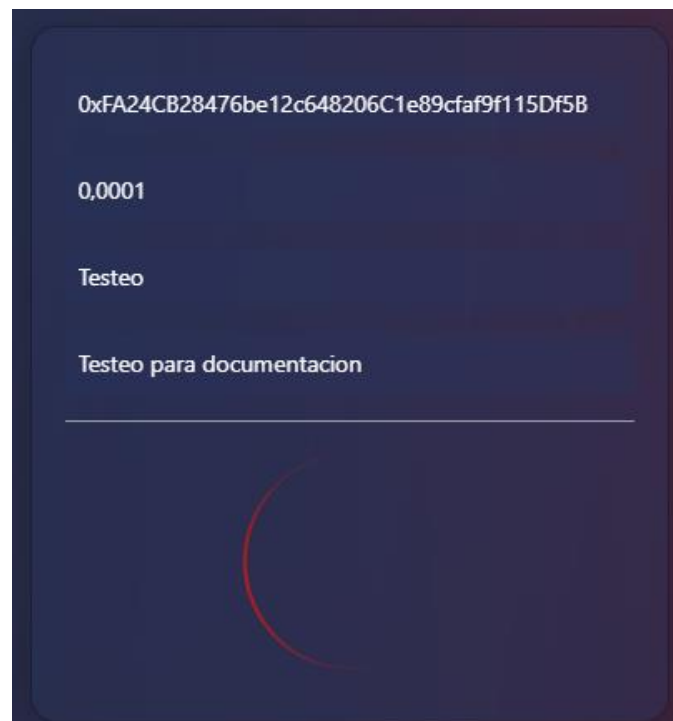 0xFA24CB28476be12c648206C1e89cfaf9f115Df5B
0,0001
Testeo
Testeo para documentacion